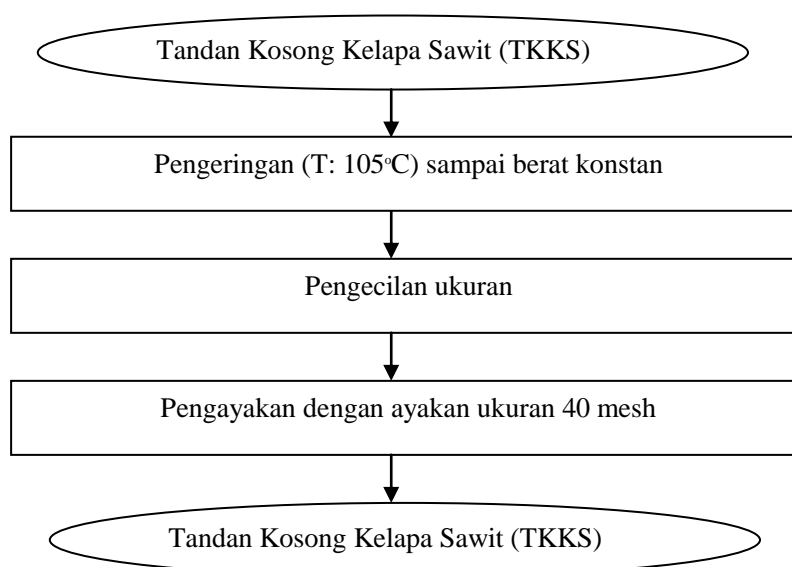 Tandan Kosong Kelapa Sawit (TKKS)
Pengeringan (T: 105°C) sampai berat konstan
Pengecilan ukuran
Pengayakan dengan ayakan ukuran 40 mesh
Tandan Kosong Kelapa Sawit (TKKS)